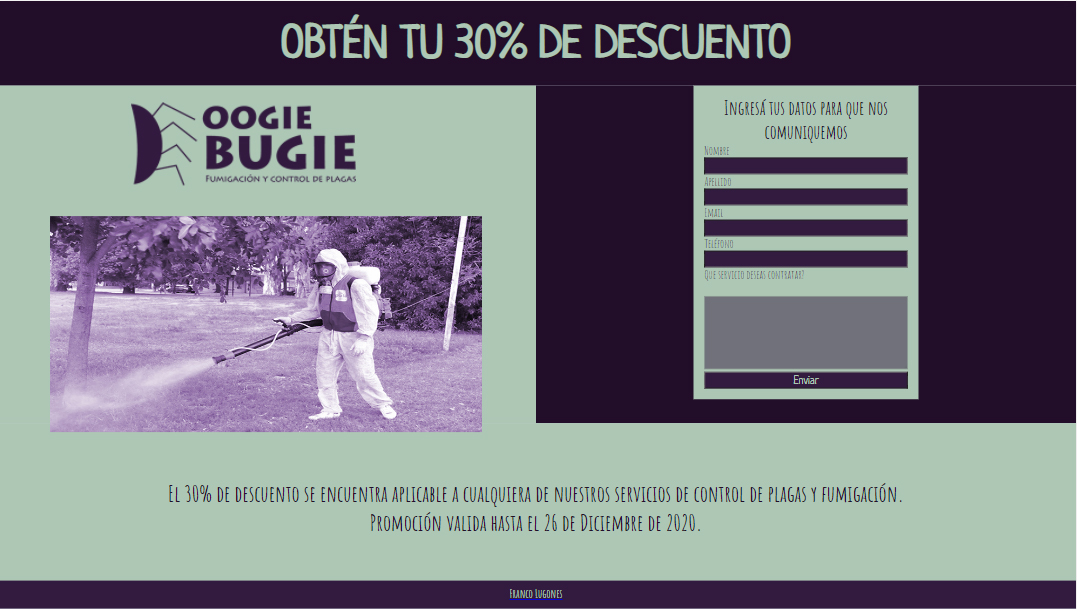 OBTÉN TU 30% DE DESCUENTO
OOGIE
BUGIE
FUMIGACIÓN Y CONTROL DE PLAGAS
Ingresá tus datos para que nos
comuniquemos
Nombre
Apellido
Email
Teléfono
Que servicio deseas contratar?
Enviar
El 30% de descuento se encuentra aplicable a cualquiera de nuestros servicios de control de plagas y fumigación.
Promoción valida hasta el 26 de Diciembre de 2020.
Franco Lugones